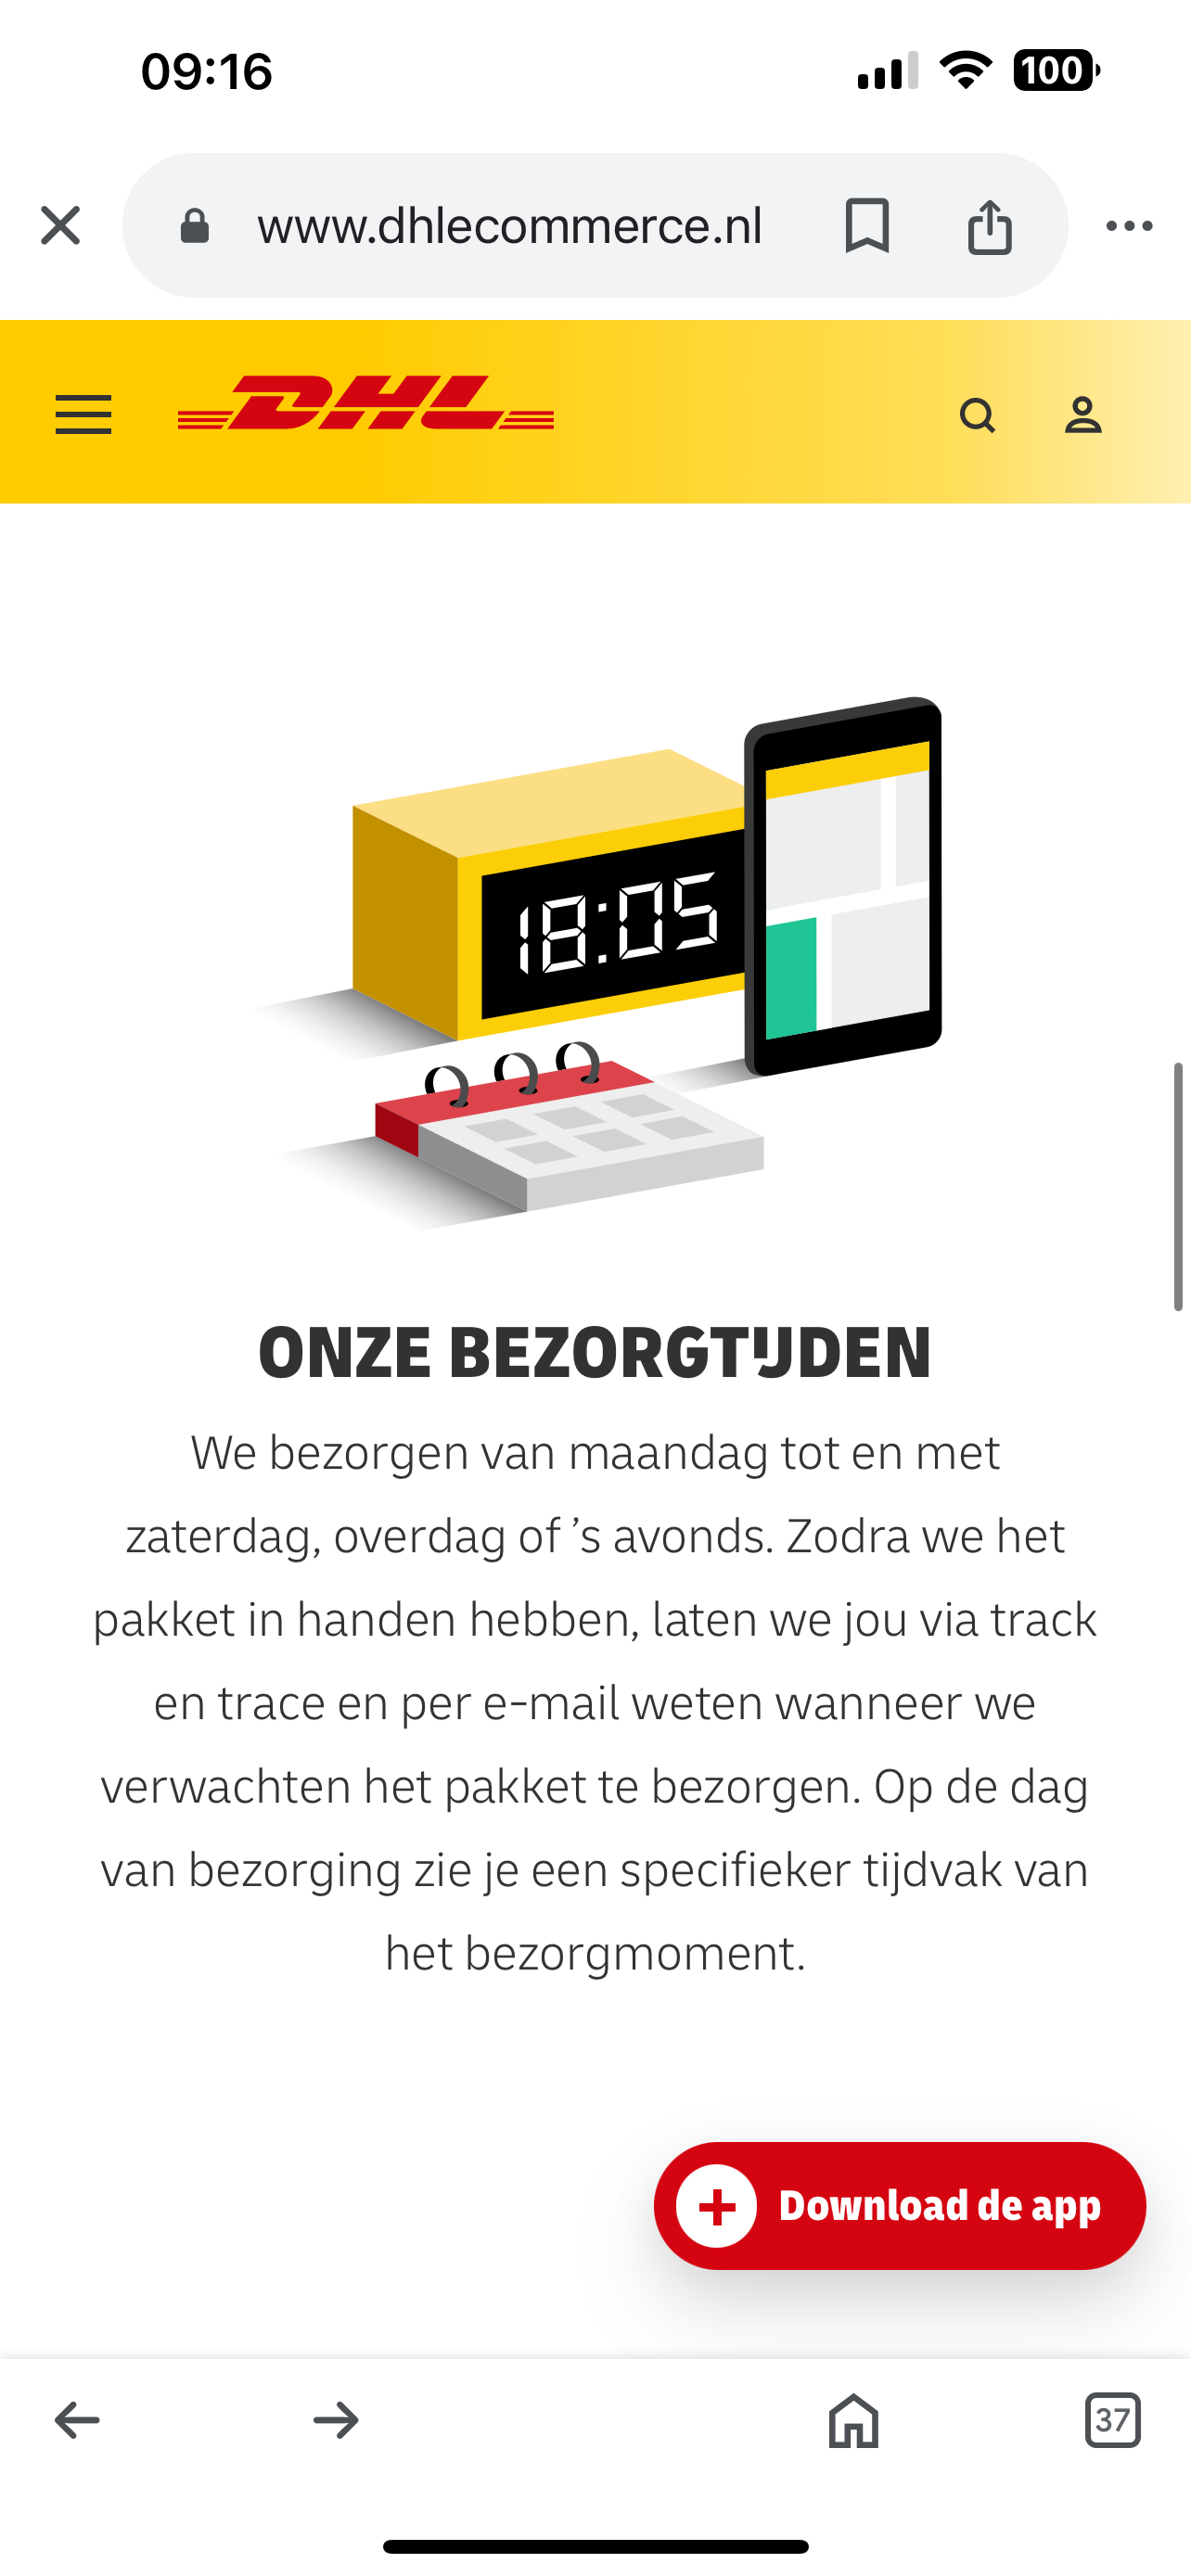 09:16
100
www.dhlecommerce.nl
DHL
18:05
ONZE BEZORGTIJDEN
We bezorgen van maandag tot en met
zaterdag, overdag of ’s avonds. Zodra we het
pakket in handen hebben, laten we jou via track
en trace en per e-mail weten wanneer we
verwachten het pakket te bezorgen. Op de dag
van bezorging zie je een specifieker tijdvak van
het bezorgmoment.
Download de app
37